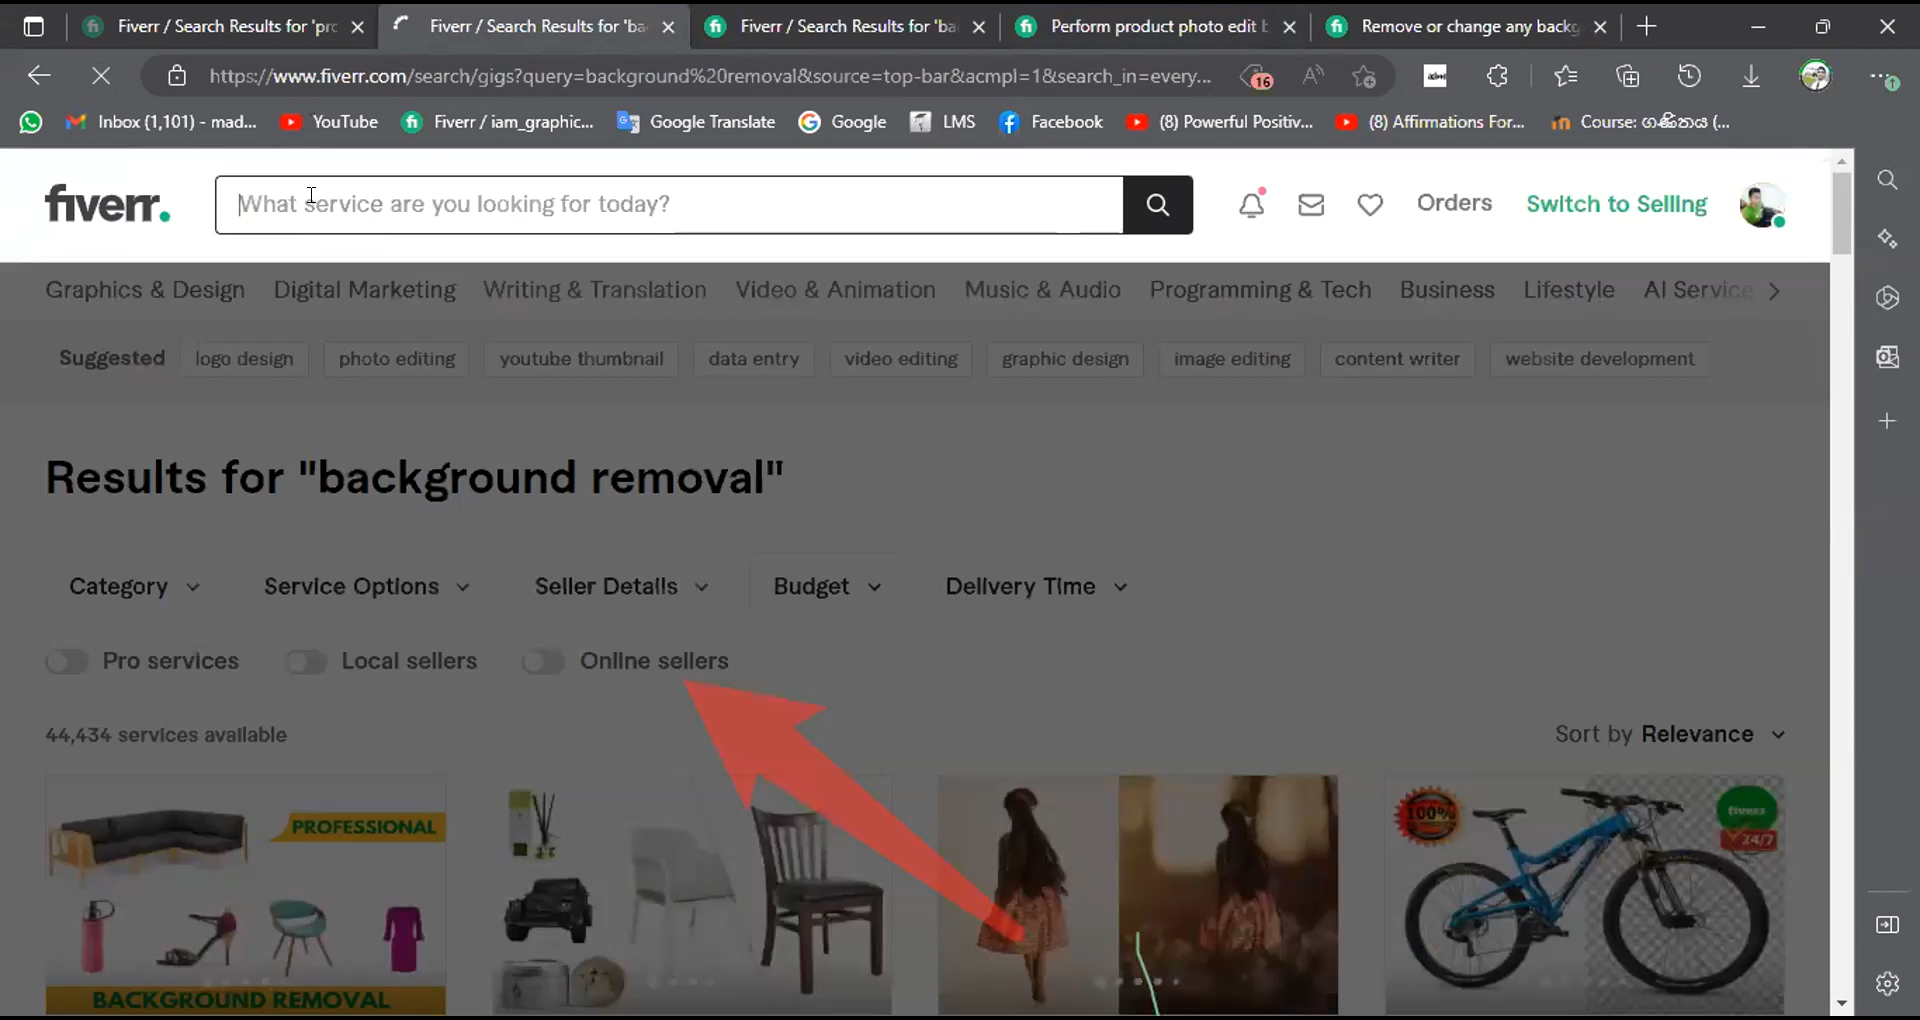 Fiverr / Search Results for 'pro
Fiverr / Search Results for 'ba
Fiverr / Search Results for 'ba
Perform product photo edit b
Remove or change any backg
https://www.fiverr.com/search/gigs?query=background%20removal&source=top-bar&acmpl=1&search_in=every...
16
Inbox (1,101) - mad...
YouTube
Fiverr / iam_graphic...
Google Translate
Google
LMS
Facebook
(8) Powerful Positiv...
(8) Affirmations For...
Course: ගණිතය (...
fiverr.
What service are you looking for today?
Orders
Switch to Selling
Graphics & Design
Digital Marketing
Writing & Translation
Video & Animation
Music & Audio
Programming & Tech
Business
Lifestyle
AI Service
Suggested
logo design
photo editing
youtube thumbnail
data entry
video editing
graphic design
image editing
content writer
website development
Results for "background removal"
Category
Service Options
Seller Details
Budget
Delivery Time
Pro services
Local sellers
Online sellers
44,434 services available
Sort by Relevance
PROFESSIONAL
BACKGROUND REMOVAL
100%
fiverr
24/7